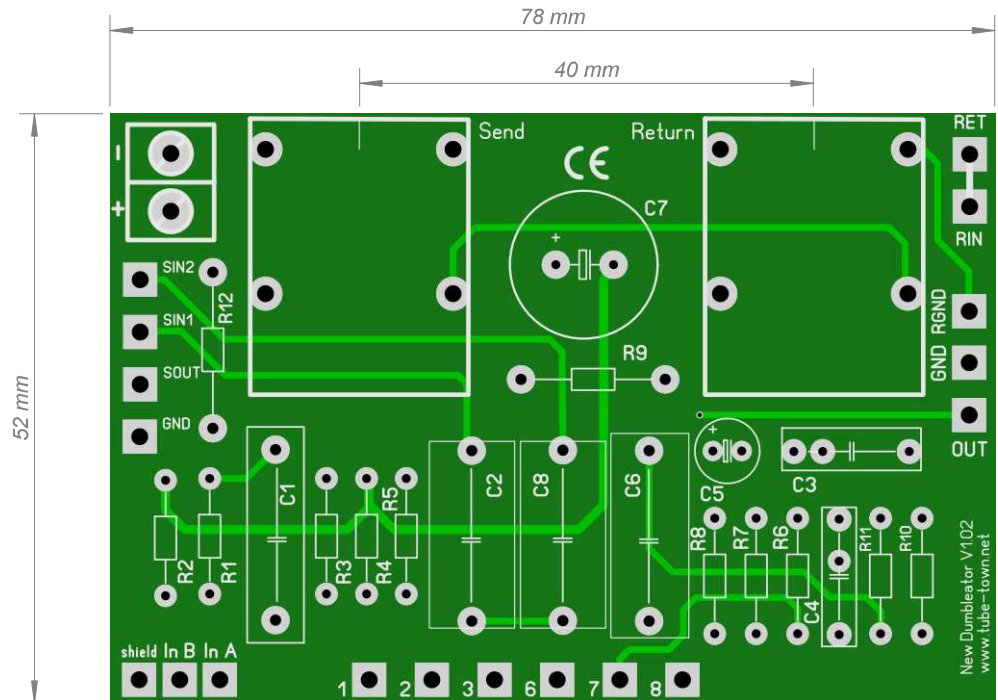 78 mm
40 mm
52 mm
-
+
Send
Return
CE
RET
RIN
C7
+
SIN2
SIN1
SOUT
GND
R12
R9
RGND
GND
OUT
+
C5
C3
C1
C2
C8
C6
R2
R1
R3
R4
R5
R8
R7
R6
C4
R11
R10
New Dumbleator V1.02
www.tube-town.net
shield In B In A
1 2 3 6 7 8